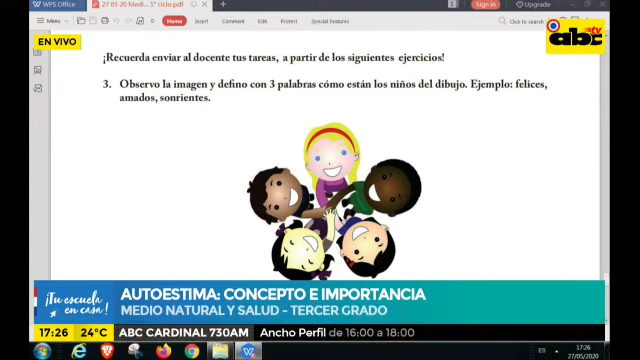 WPS Office
27 05 20 Medi... 1° ciclo.pdf
1
Sign in
Upgrade
Menu
Home
Insert
Comment
Edit
Protect
Special Features
Click to search
EN VIVO
abc tv
¡Recuerda enviar al docente tus tareas, a partir de los siguientes ejercicios!
3. Observo la imagen y defino con 3 palabras cómo están los niños del dibujo. Ejemplo: felices,
amados, sonrientes.
¡Tu escuela
en casa!
AUTOESTIMA: CONCEPTO E IMPORTANCIA
MEDIO NATURAL Y SALUD – TERCER GRADO
17:26
24°C
ABC CARDINAL 730AM
Ancho Perfil de 16:00 a 18:00
ES
17:26
27/05/2020